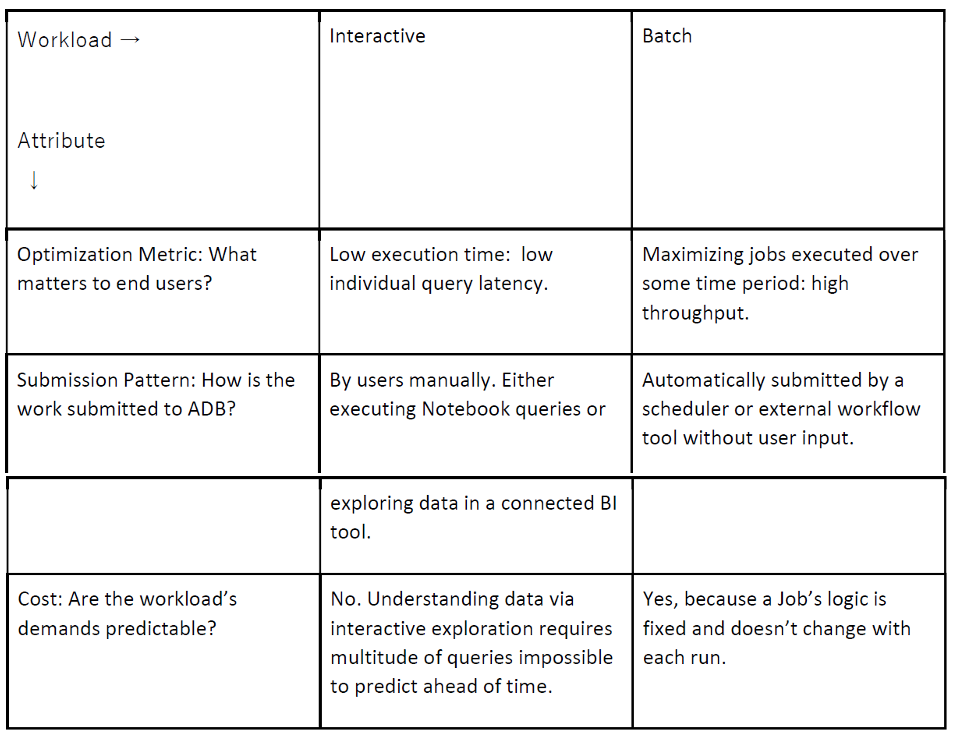 Workload →
Attribute
↓
Interactive
Batch
Optimization Metric: What
matters to end users?
Low execution time:  low
individual query latency.
Maximizing jobs executed over
some time period: high
throughput.
Submission Pattern: How is the
work submitted to ADB?
By users manually. Either
executing Notebook queries or
Automatically submitted by a
scheduler or external workflow
tool without user input.
exploring data in a connected BI
tool.
Cost: Are the workload’s
demands predictable?
No. Understanding data via
interactive exploration requires
multitude of queries impossible
to predict ahead of time.
Yes, because a Job’s logic is
fixed and doesn’t change with
each run.